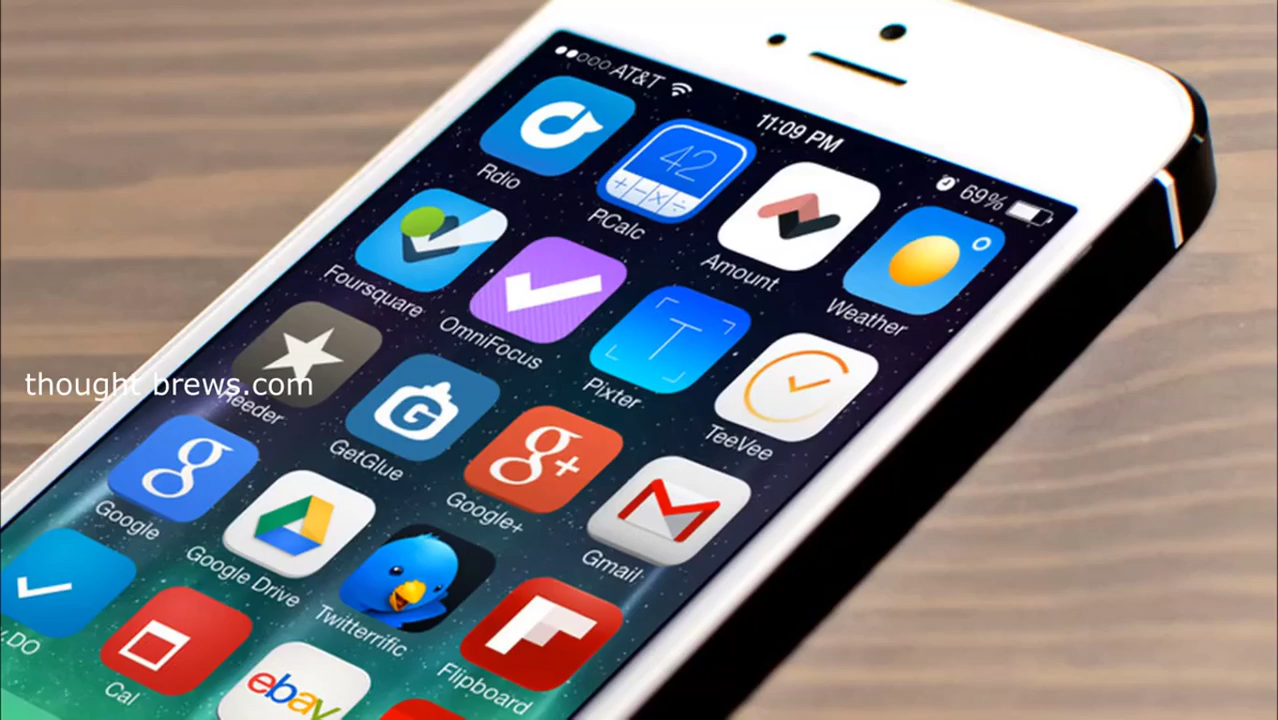 AT&T 11:09 PM 69%
42
Rdio PCalc Amount Weather
Foursquare OmniFocus Pixter TeeVee
thought-brews.com
GetGlue Google+ Gmail
g
g+
G
Google Google Drive Twitterrific Flipboard
.DO Cal
ebay